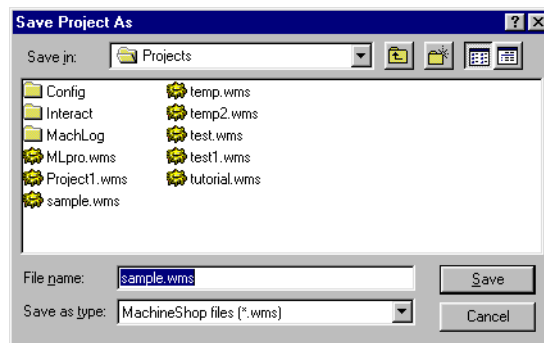 Save Project As
Save in: Projects
Config
Interact
MachLog
MLpro.wms
Project1.wms
sample.wms
temp.wms
temp2.wms
test.wms
test1.wms
tutorial.wms
File name: sample.wms Save
Save as type: MachineShop files (*.wms) Cancel